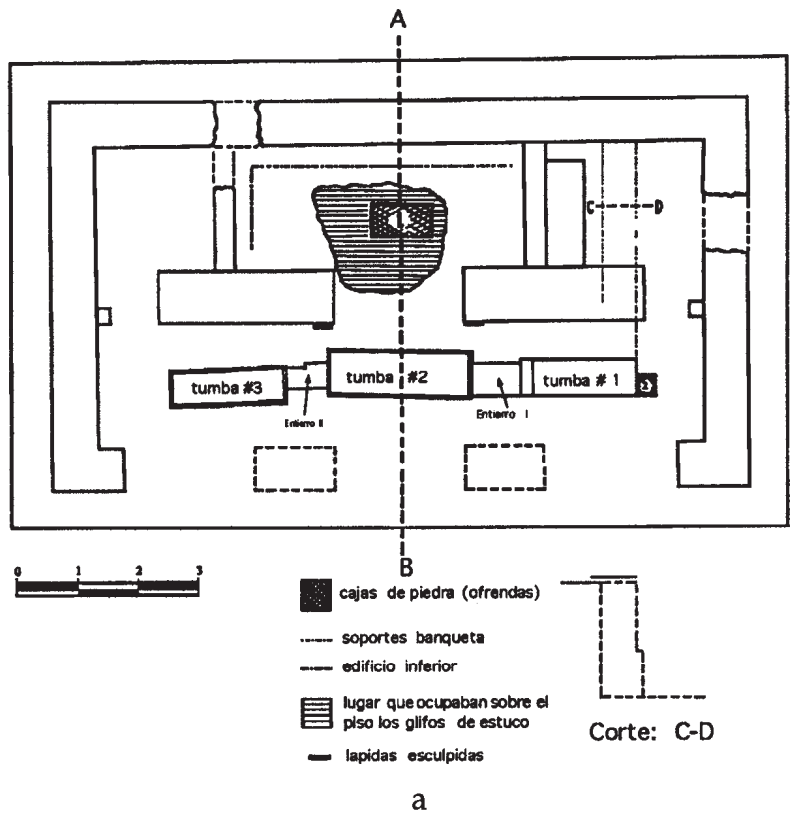 A
C D
tumba #3
tumba #2
tumba # 1
Entierro II
Entierro I
B
0 1 2 3
cajas de piedra (ofrendas)
soportes banqueta
edificio inferior
lugar que ocupaban sobre el
piso los glifos de estuco
lapidas esculpidas
Corte: C-D
a